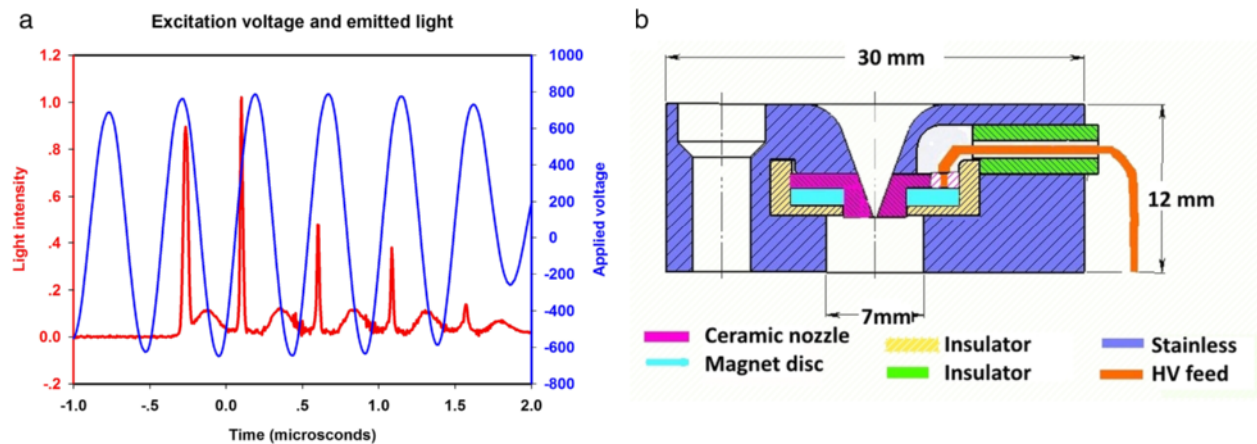 a
Excitation voltage and emitted light
1.2
1.0
.8
.6
.4
.2
0.0
-.2
Light intensity
1000
800
600
400
200
0
-200
-400
-600
-800
Applied voltage
-1.0
-.5
0.0
.5
1.0
1.5
2.0
Time (microsconds)
b
30 mm
12 mm
7mm
Ceramic nozzle
Magnet disc
Insulator
Insulator
Stainless
HV feed